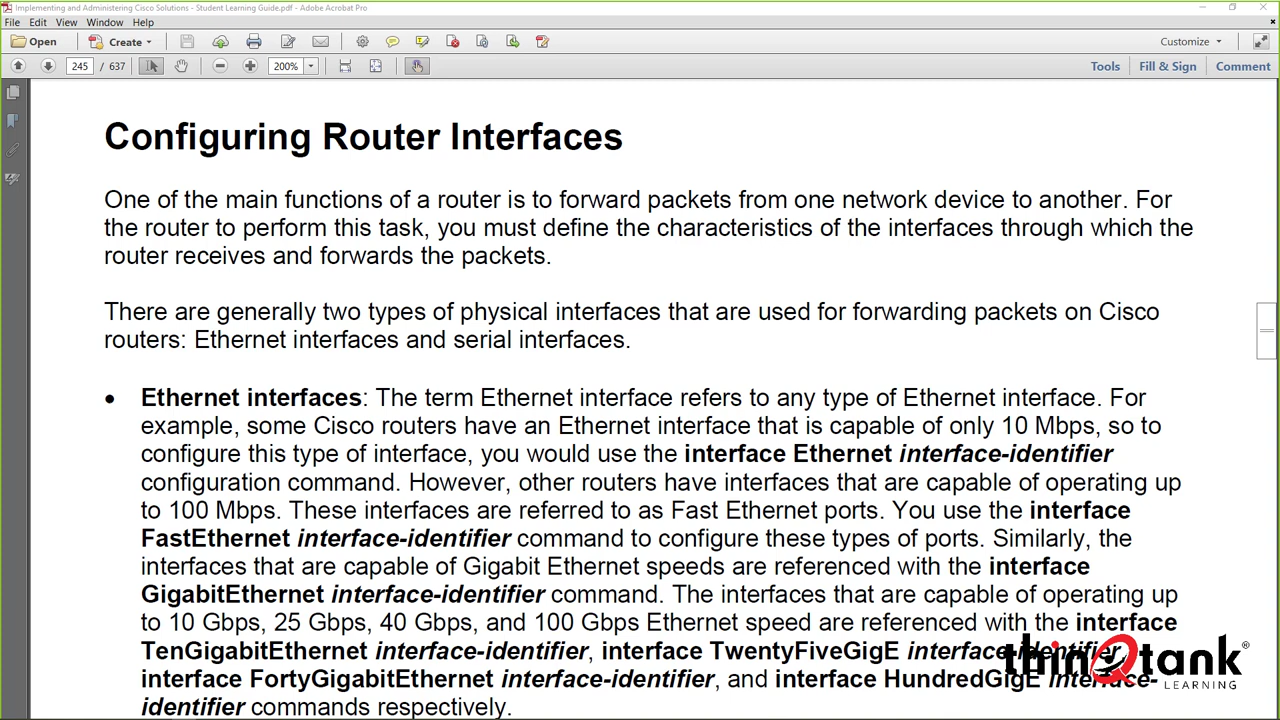 Implementing and Administering Cisco Solutions - Student Learning Guide.pdf - Adobe Acrobat Pro
File Edit View Window Help
Open Create Customize
245 / 637 200% Tools Fill & Sign Comment
Configuring Router Interfaces
One of the main functions of a router is to forward packets from one network device to another. For
the router to perform this task, you must define the characteristics of the interfaces through which the
router receives and forwards the packets.
There are generally two types of physical interfaces that are used for forwarding packets on Cisco
routers: Ethernet interfaces and serial interfaces.
• Ethernet interfaces: The term Ethernet interface refers to any type of Ethernet interface. For
example, some Cisco routers have an Ethernet interface that is capable of only 10 Mbps, so to
configure this type of interface, you would use the interface Ethernet interface-identifier
configuration command. However, other routers have interfaces that are capable of operating up
to 100 Mbps. These interfaces are referred to as Fast Ethernet ports. You use the interface
FastEthernet interface-identifier command to configure these types of ports. Similarly, the
interfaces that are capable of Gigabit Ethernet speeds are referenced with the interface
GigabitEthernet interface-identifier command. The interfaces that are capable of operating up
to 10 Gbps, 25 Gbps, 40 Gbps, and 100 Gbps Ethernet speed are referenced with the interface
TenGigabitEthernet interface-identifier, interface TwentyFiveGigE interface-identifier,
interface FortyGigabitEthernet interface-identifier, and interface HundredGigE interface-
identifier commands respectively.
thinQtank®
LEARNING